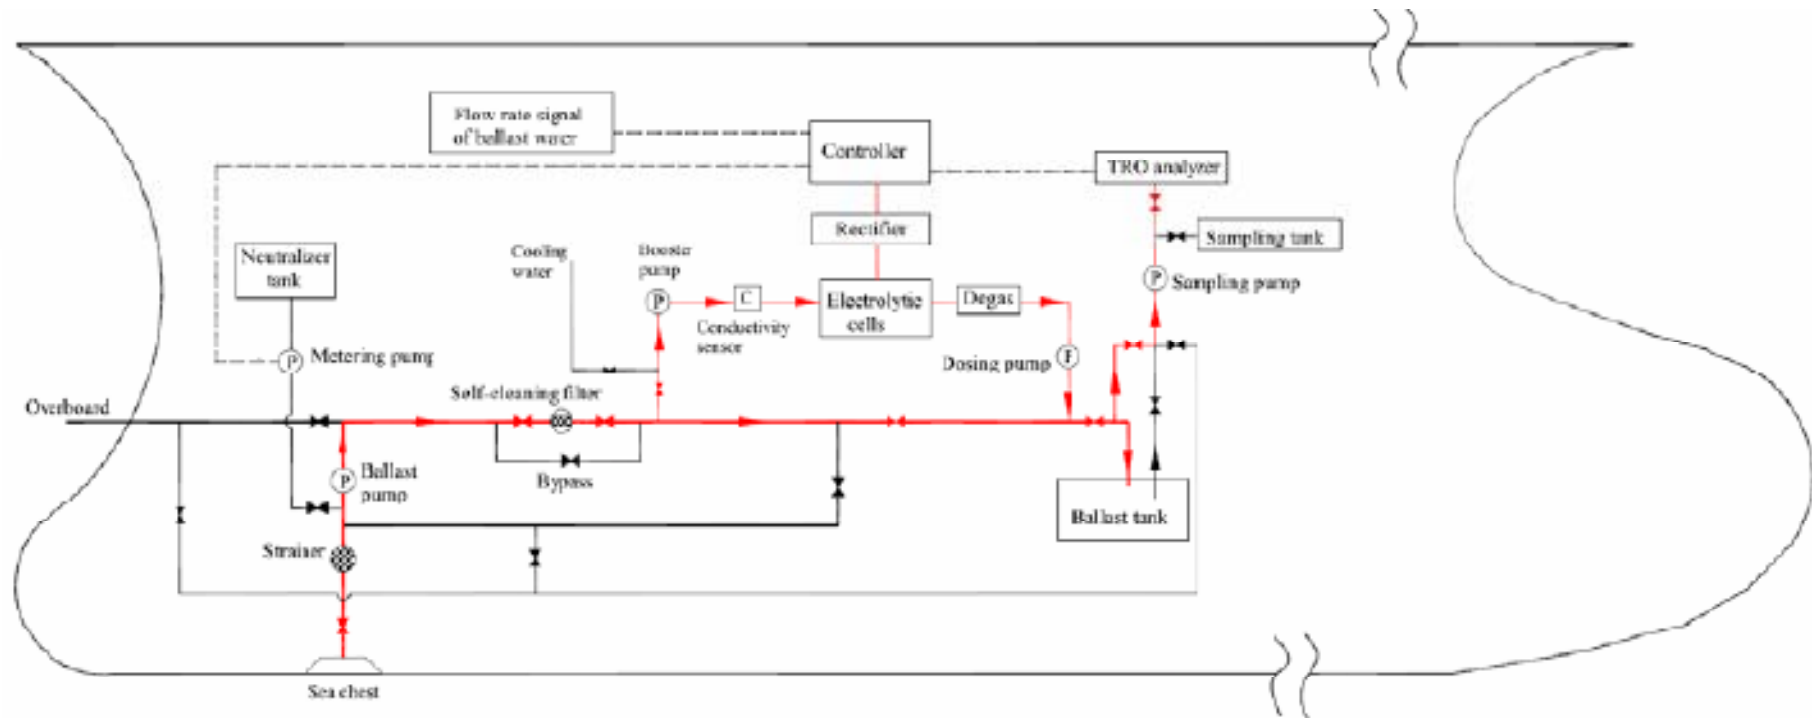 Flow rate signal
of ballast water
Controller
TRO analyzer
Rectifier
Sampling tank
Neutralizer
tank
Cooling
water
Booster
pump
P
C
Electrolytic
cells
Degas
P
Sampling pump
Conductivity
sensor
P
Metering pump
Dosing pump
P
Self-cleaning filter
Overboard
P
Ballast
pump
Bypass
Ballast tank
Strainer
Sea chest